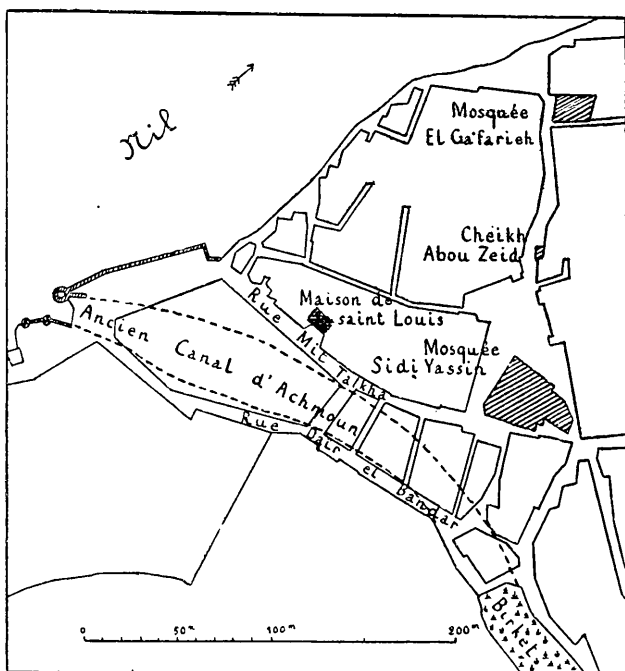 Nil
Mosquée
El Ga'farieh
Cheikh
Abou Zeid
Maison de
saint Louis
Rue Mit Talkha
Mosquée
Sidi Yassin
Ancien Canal d'Achmoun
Rue Dair el Bandar
Birket
0 50m 100m 200m